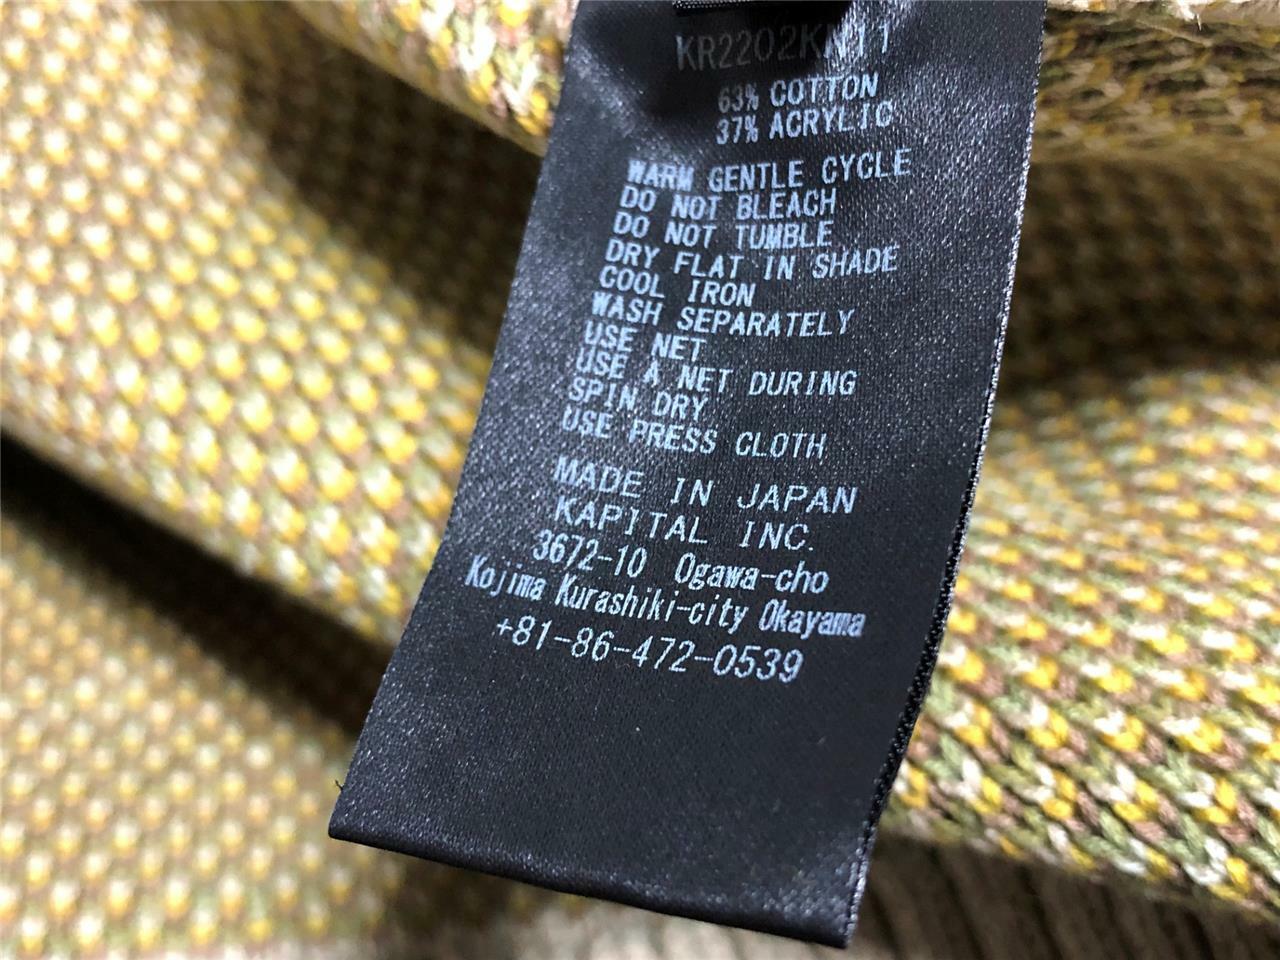 KR2202KN11
63% COTTON
37% ACRYLIC
WARM GENTLE CYCLE
DO NOT BLEACH
DO NOT TUMBLE
DRY FLAT IN SHADE
COOL IRON
WASH SEPARATELY
USE NET
USE A NET DURING
SPIN DRY
USE PRESS CLOTH
MADE IN JAPAN
KAPITAL INC.
3672-10 Ogawa-cho
Kojima Kurashiki-city Okayama
+81-86-472-0539